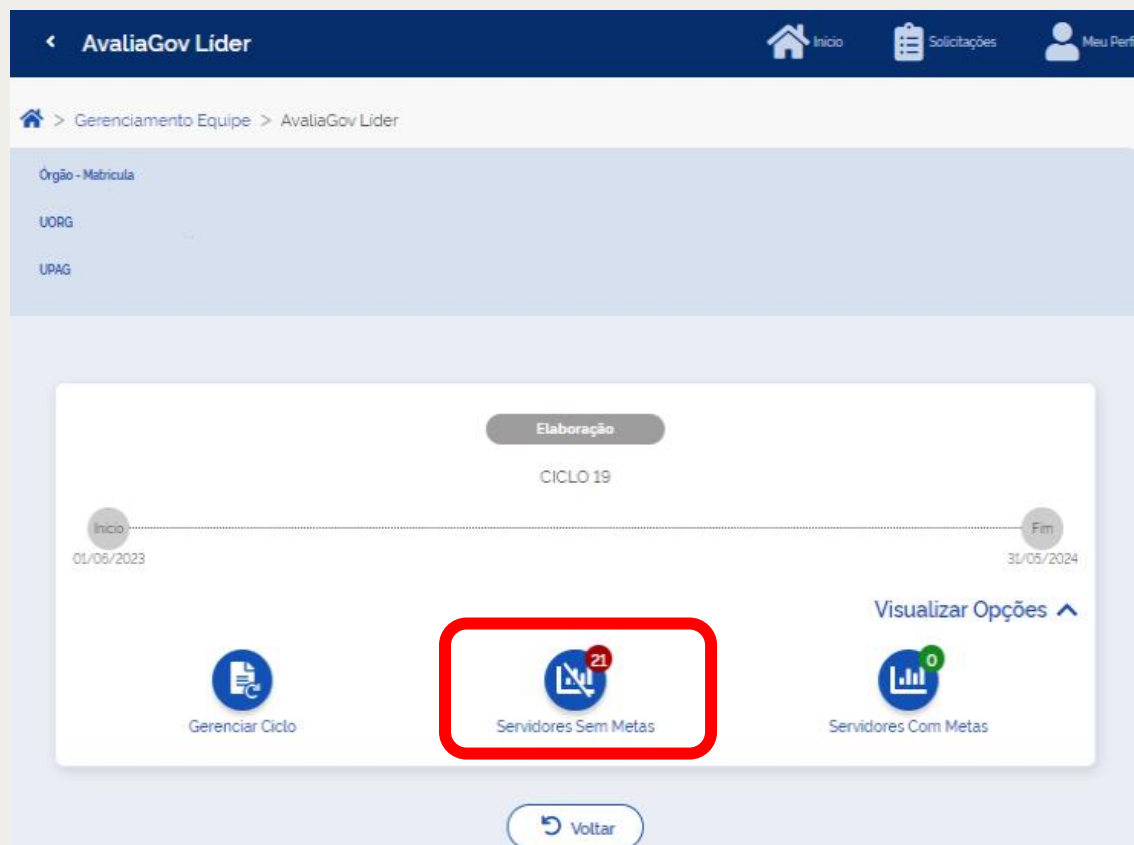 AvaliaGov Líder
Início
Solicitações
Meu Perfi
> Gerenciamento Equipe > AvaliaGov Líder
Órgão - Matrícula
UORG
UPAG
Elaboração
CICLO 19
Início
Fim
01/06/2023
31/05/2024
Visualizar Opções
21
0
Gerenciar Ciclo
Servidores Sem Metas
Servidores Com Metas
Voltar